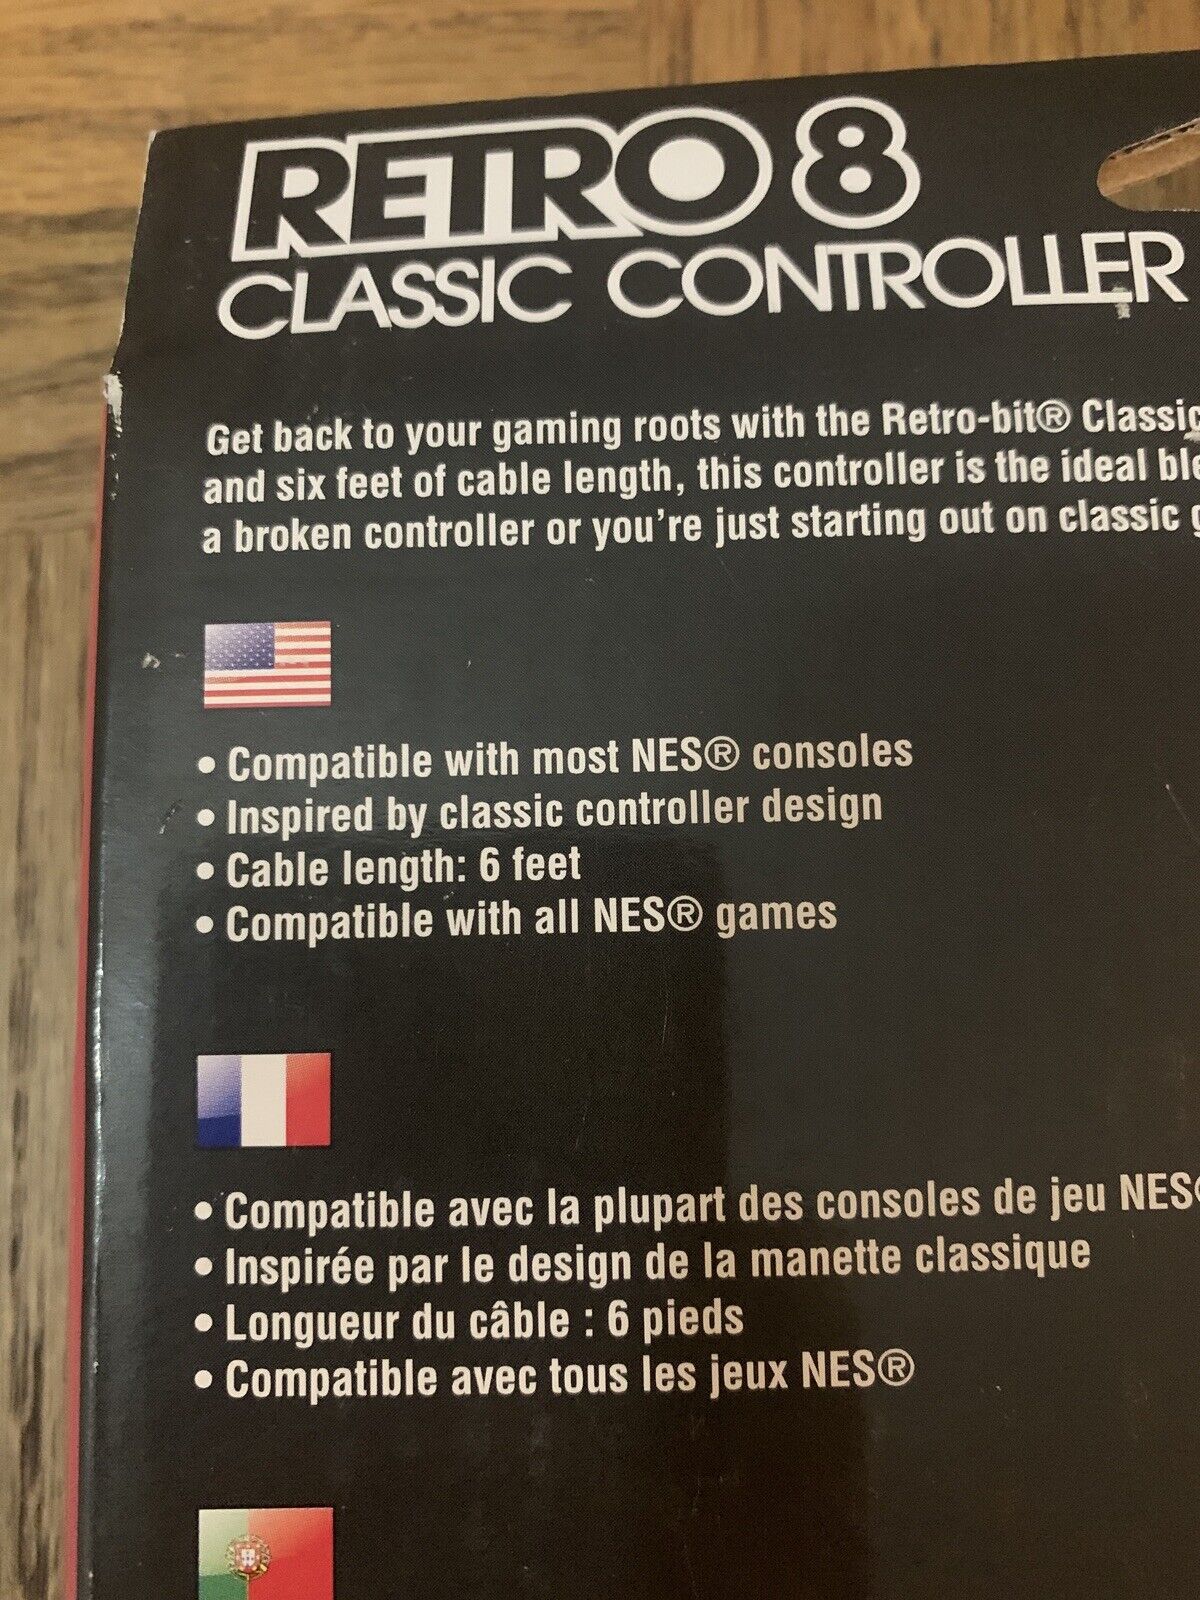 RETRO 8
CLASSIC CONTROLLER
Get back to your gaming roots with the Retro-bit® Classic
and six feet of cable length, this controller is the ideal
a broken controller or you're just starting out on classic
• Compatible with most NES® consoles
• Inspired by classic controller design
• Cable length: 6 feet
• Compatible with all NES® games
• Compatible avec la plupart des consoles de jeu NES®
• Inspirée par le design de la manette classique
• Longueur du câble : 6 pieds
• Compatible avec tous les jeux NES®